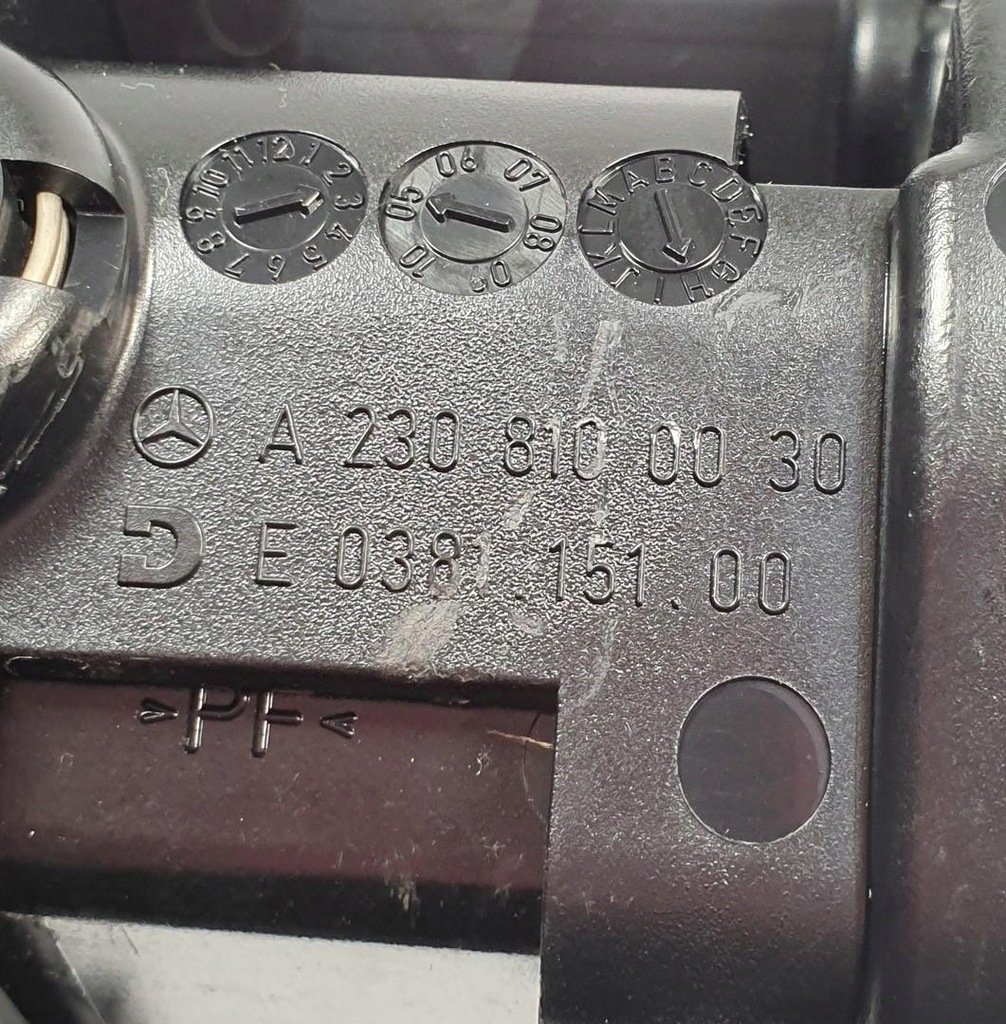 1 2 3 4 5 6 7 8 9 10 11 12
05 06 07 08 09 10
A B C D E F G H I J K L M
A 230 810 00 30
E 0381.151.00
>PF<